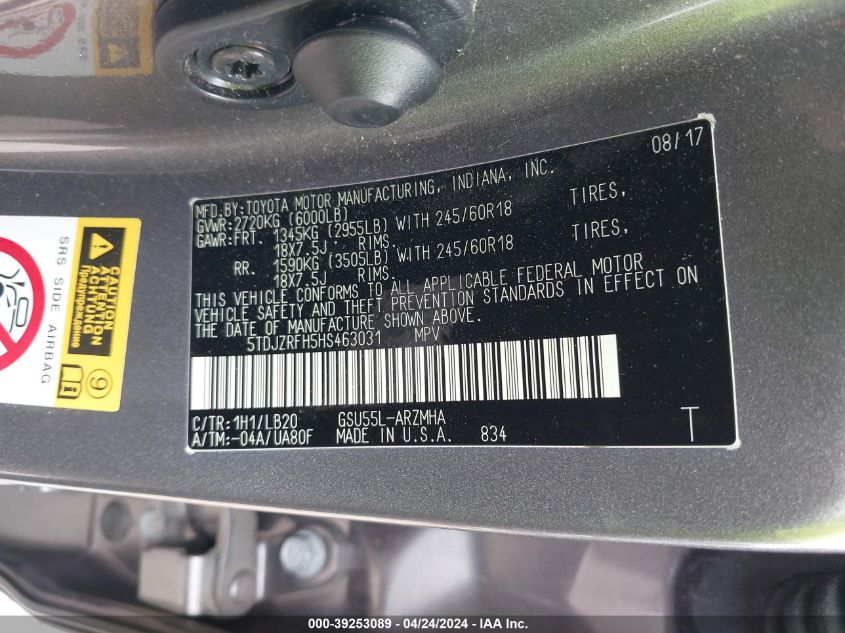 08/17
MFD.BY:TOYOTA MOTOR MANUFACTURING, INDIANA, INC.
GVWR:2720KG (6000LB)
GAWR:FRT. 1345KG (2955LB) WITH 245/60R18 TIRES,
18X7.5J RIMS.
RR. 1590KG (3505LB) WITH 245/60R18 TIRES,
18X7.5J RIMS.
THIS VEHICLE CONFORMS TO ALL APPLICABLE FEDERAL MOTOR
VEHICLE SAFETY AND THEFT PREVENTION STANDARDS IN EFFECT ON
THE DATE OF MANUFACTURE SHOWN ABOVE.
5TDJZRFH5HS463031 MPV
C/TR:1H1/LB20 GSU55L-ARZMHA
A/TM:-04A/UA80F MADE IN U.S.A. 834
T
SRS SIDE AIRBAG
CAUTION
ATTENTION
ACHTUNG
Предупреждение
9
000-39253089 - 04/24/2024 - IAAI.com